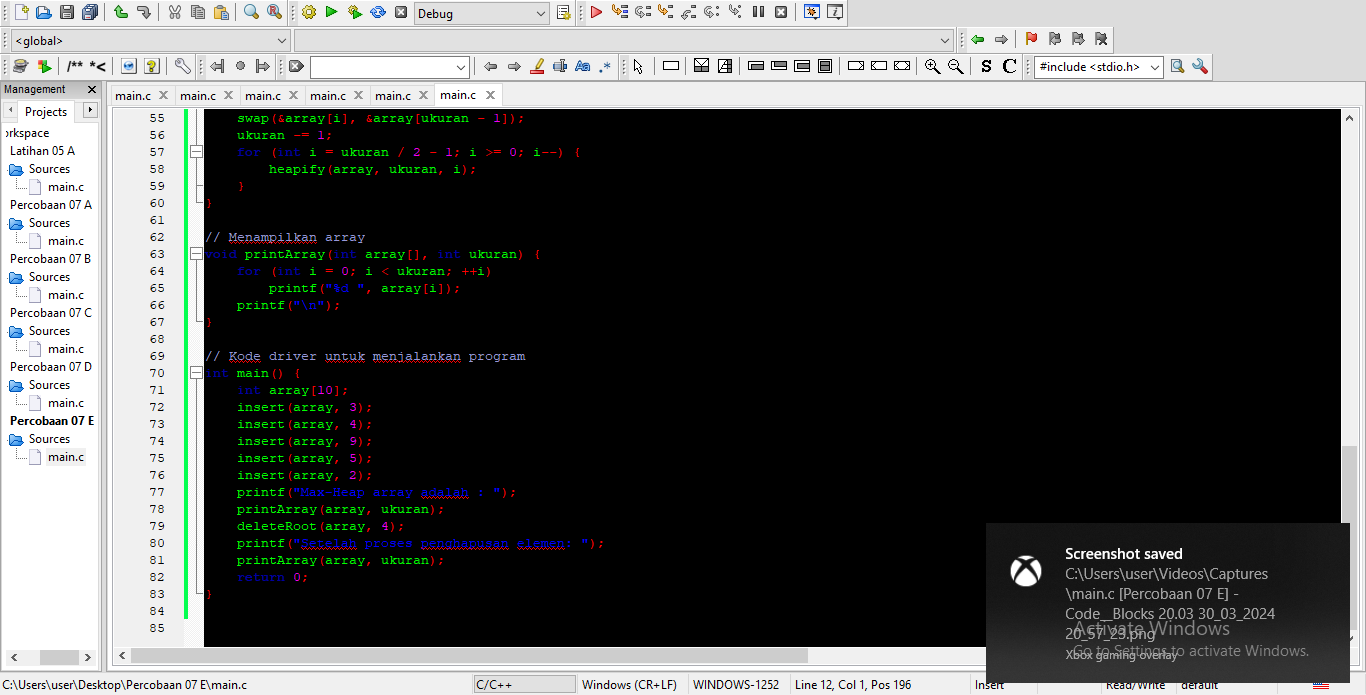 Debug
<global>
/** *<
Aa
.*
S C
#include <stdio.h>
Management
Projects
main.c main.c main.c main.c main.c main.c
orkspace
Latihan 05 A
Sources
main.c
Percobaan 07 A
Sources
main.c
Percobaan 07 B
Sources
main.c
Percobaan 07 C
Sources
main.c
Percobaan 07 D
Sources
main.c
Percobaan 07 E
Sources
main.c
55 swap(&array[i], &array[ukuran - 1]);
56 ukuran -= 1;
57 for (int i = ukuran / 2 - 1; i >= 0; i--) {
58 heapify(array, ukuran, i);
59 }
60 }
61
62 // Menampilkan array
63 void printArray(int array[], int ukuran) {
64 for (int i = 0; i < ukuran; ++i)
65 printf("%d ", array[i]);
66 printf("\n");
67 }
68
69 // Kode driver untuk menjalankan program
70 int main() {
71 int array[10];
72 insert(array, 3);
73 insert(array, 4);
74 insert(array, 9);
75 insert(array, 5);
76 insert(array, 2);
77 printf("Max-Heap array adalah : ");
78 printArray(array, ukuran);
79 deleteRoot(array, 4);
80 printf("Setelah proses penghapusan elemen: ");
81 printArray(array, ukuran);
82 return 0;
83 }
84
85
Screenshot saved
C:\Users\user\Videos\Captures
\main.c [Percobaan 07 E] -
Code__Blocks 20.03 30_03_2024
20_57_23.png
Xbox gaming overlay
Activate Windows
Go to Settings to activate Windows.
C:\Users\user\Desktop\Percobaan 07 E\main.c C/C++ Windows (CR+LF) WINDOWS-1252 Line 12, Col 1, Pos 196 Insert Read/Write default